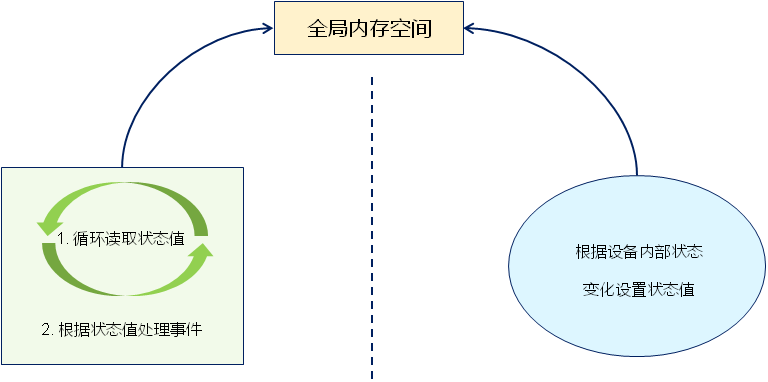 全局内存空间
1. 循环读取状态值
2. 根据状态值处理事件
根据设备内部状态
变化设置状态值